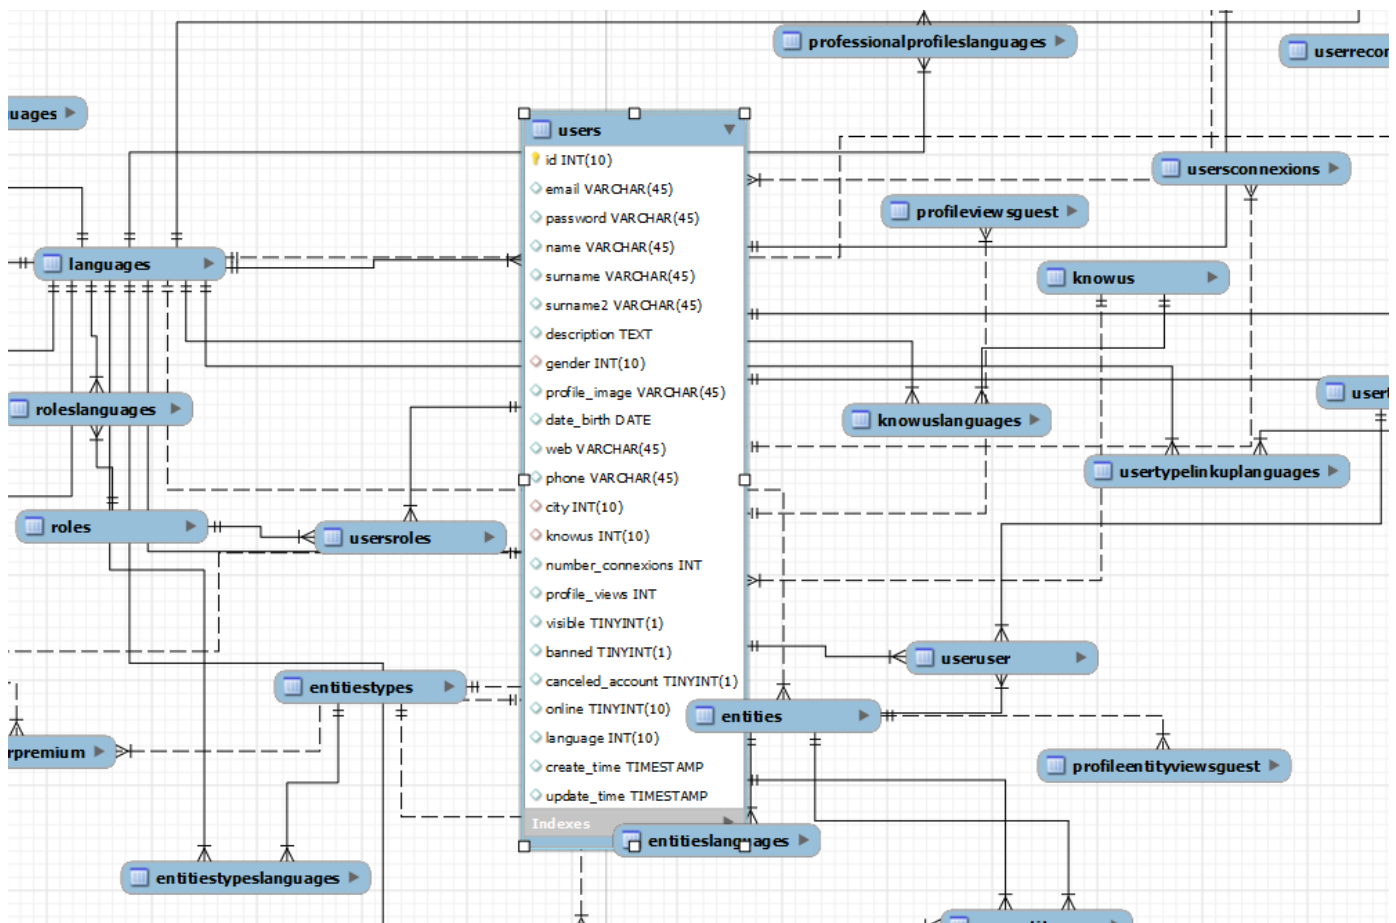 professionalprofileslanguages
userrecon
uages
users
id INT(10)
email VARCHAR(45)
password VARCHAR(45)
name VARCHAR(45)
surname VARCHAR(45)
surname2 VARCHAR(45)
description TEXT
gender INT(10)
profile_image VARCHAR(45)
date_birth DATE
web VARCHAR(45)
phone VARCHAR(45)
city INT(10)
knowus INT(10)
number_connexions INT
profile_views INT
visible TINYINT(1)
banned TINYINT(1)
canceled_account TINYINT(1)
online TINYINT(10)
language INT(10)
create_time TIMESTAMP
update_time TIMESTAMP
Indexes
usersconnexions
profileviewsguest
languages
knowus
roleslanguages
knowuslanguages
usert
usertypelinkuplanguages
roles
usersroles
useruser
entitiestypes
entities
rpremium
profileentityviewsguest
entitieslanguages
entitiestypeslanguages